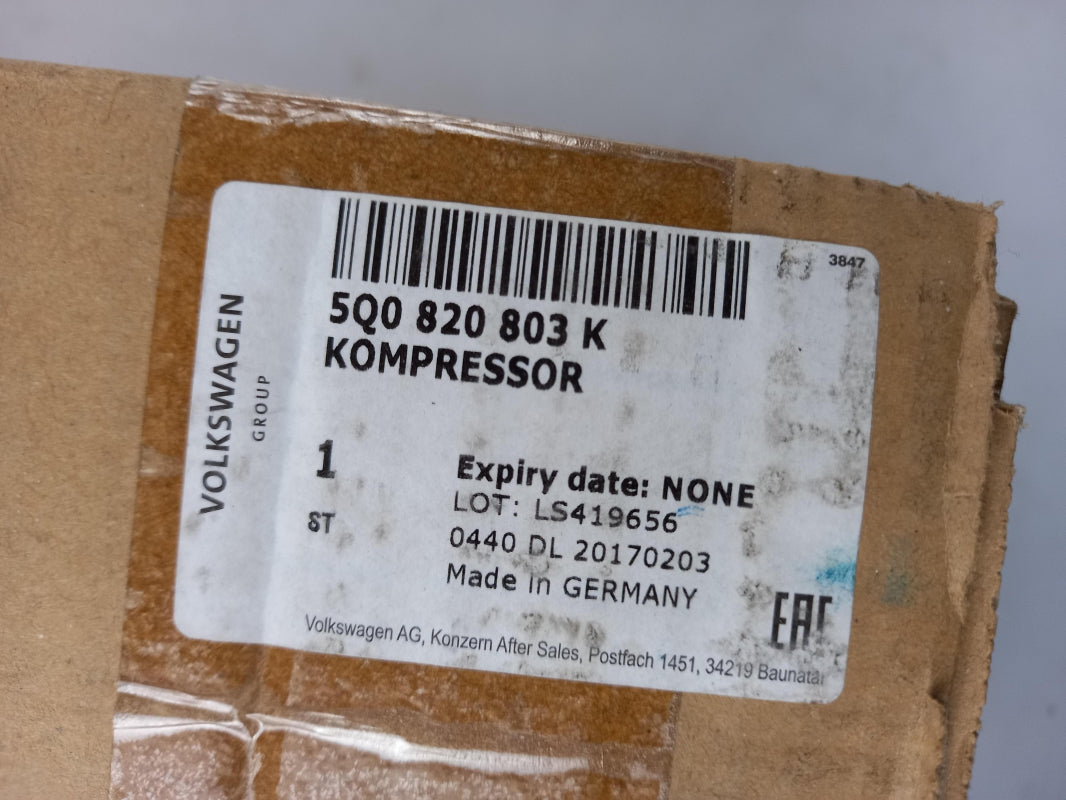 3847
5Q0 820 803 K
KOMPRESSOR
VOLKSWAGEN
GROUP
1
ST
Expiry date: NONE
LOT: LS419656
0440 DL 20170203
Made in GERMANY
EAC
Volkswagen AG, Konzern After Sales, Postfach 1451, 34219 Baunatal